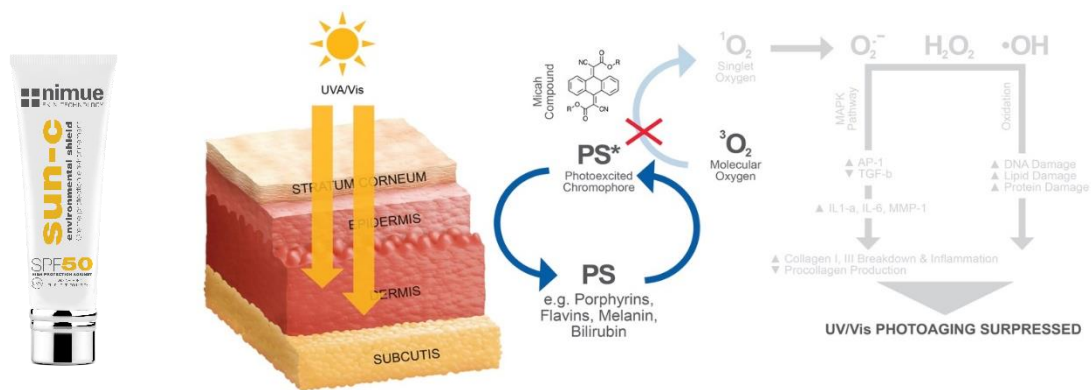 nimue
SKIN TECHNOLOGY
sun-c
environmental shield
SPF50
UVA/Vis
STRATUM CORNEUM
EPIDERMIS
DERMIS
SUBCUTIS
Micah
Compound
NC
O
O-R
R-O
O
CN
PS*
Photoexcited
Chromophore
PS
e.g. Porphyrins,
Flavins, Melanin,
Bilirubin
¹O₂
Singlet
Oxygen
³O₂
Molecular
Oxygen
O₂·⁻ H₂O₂ •OH
MAPK
Pathway
Oxidation
▲ AP-1
▼ TGF-b
▲ IL1-a, IL-6, MMP-1
▲ DNA Damage
▲ Lipid Damage
▲ Protein Damage
▲ Collagen I, III Breakdown & Inflammation
▼ Procollagen Production
UV/Vis PHOTOAGING SURPRESSED